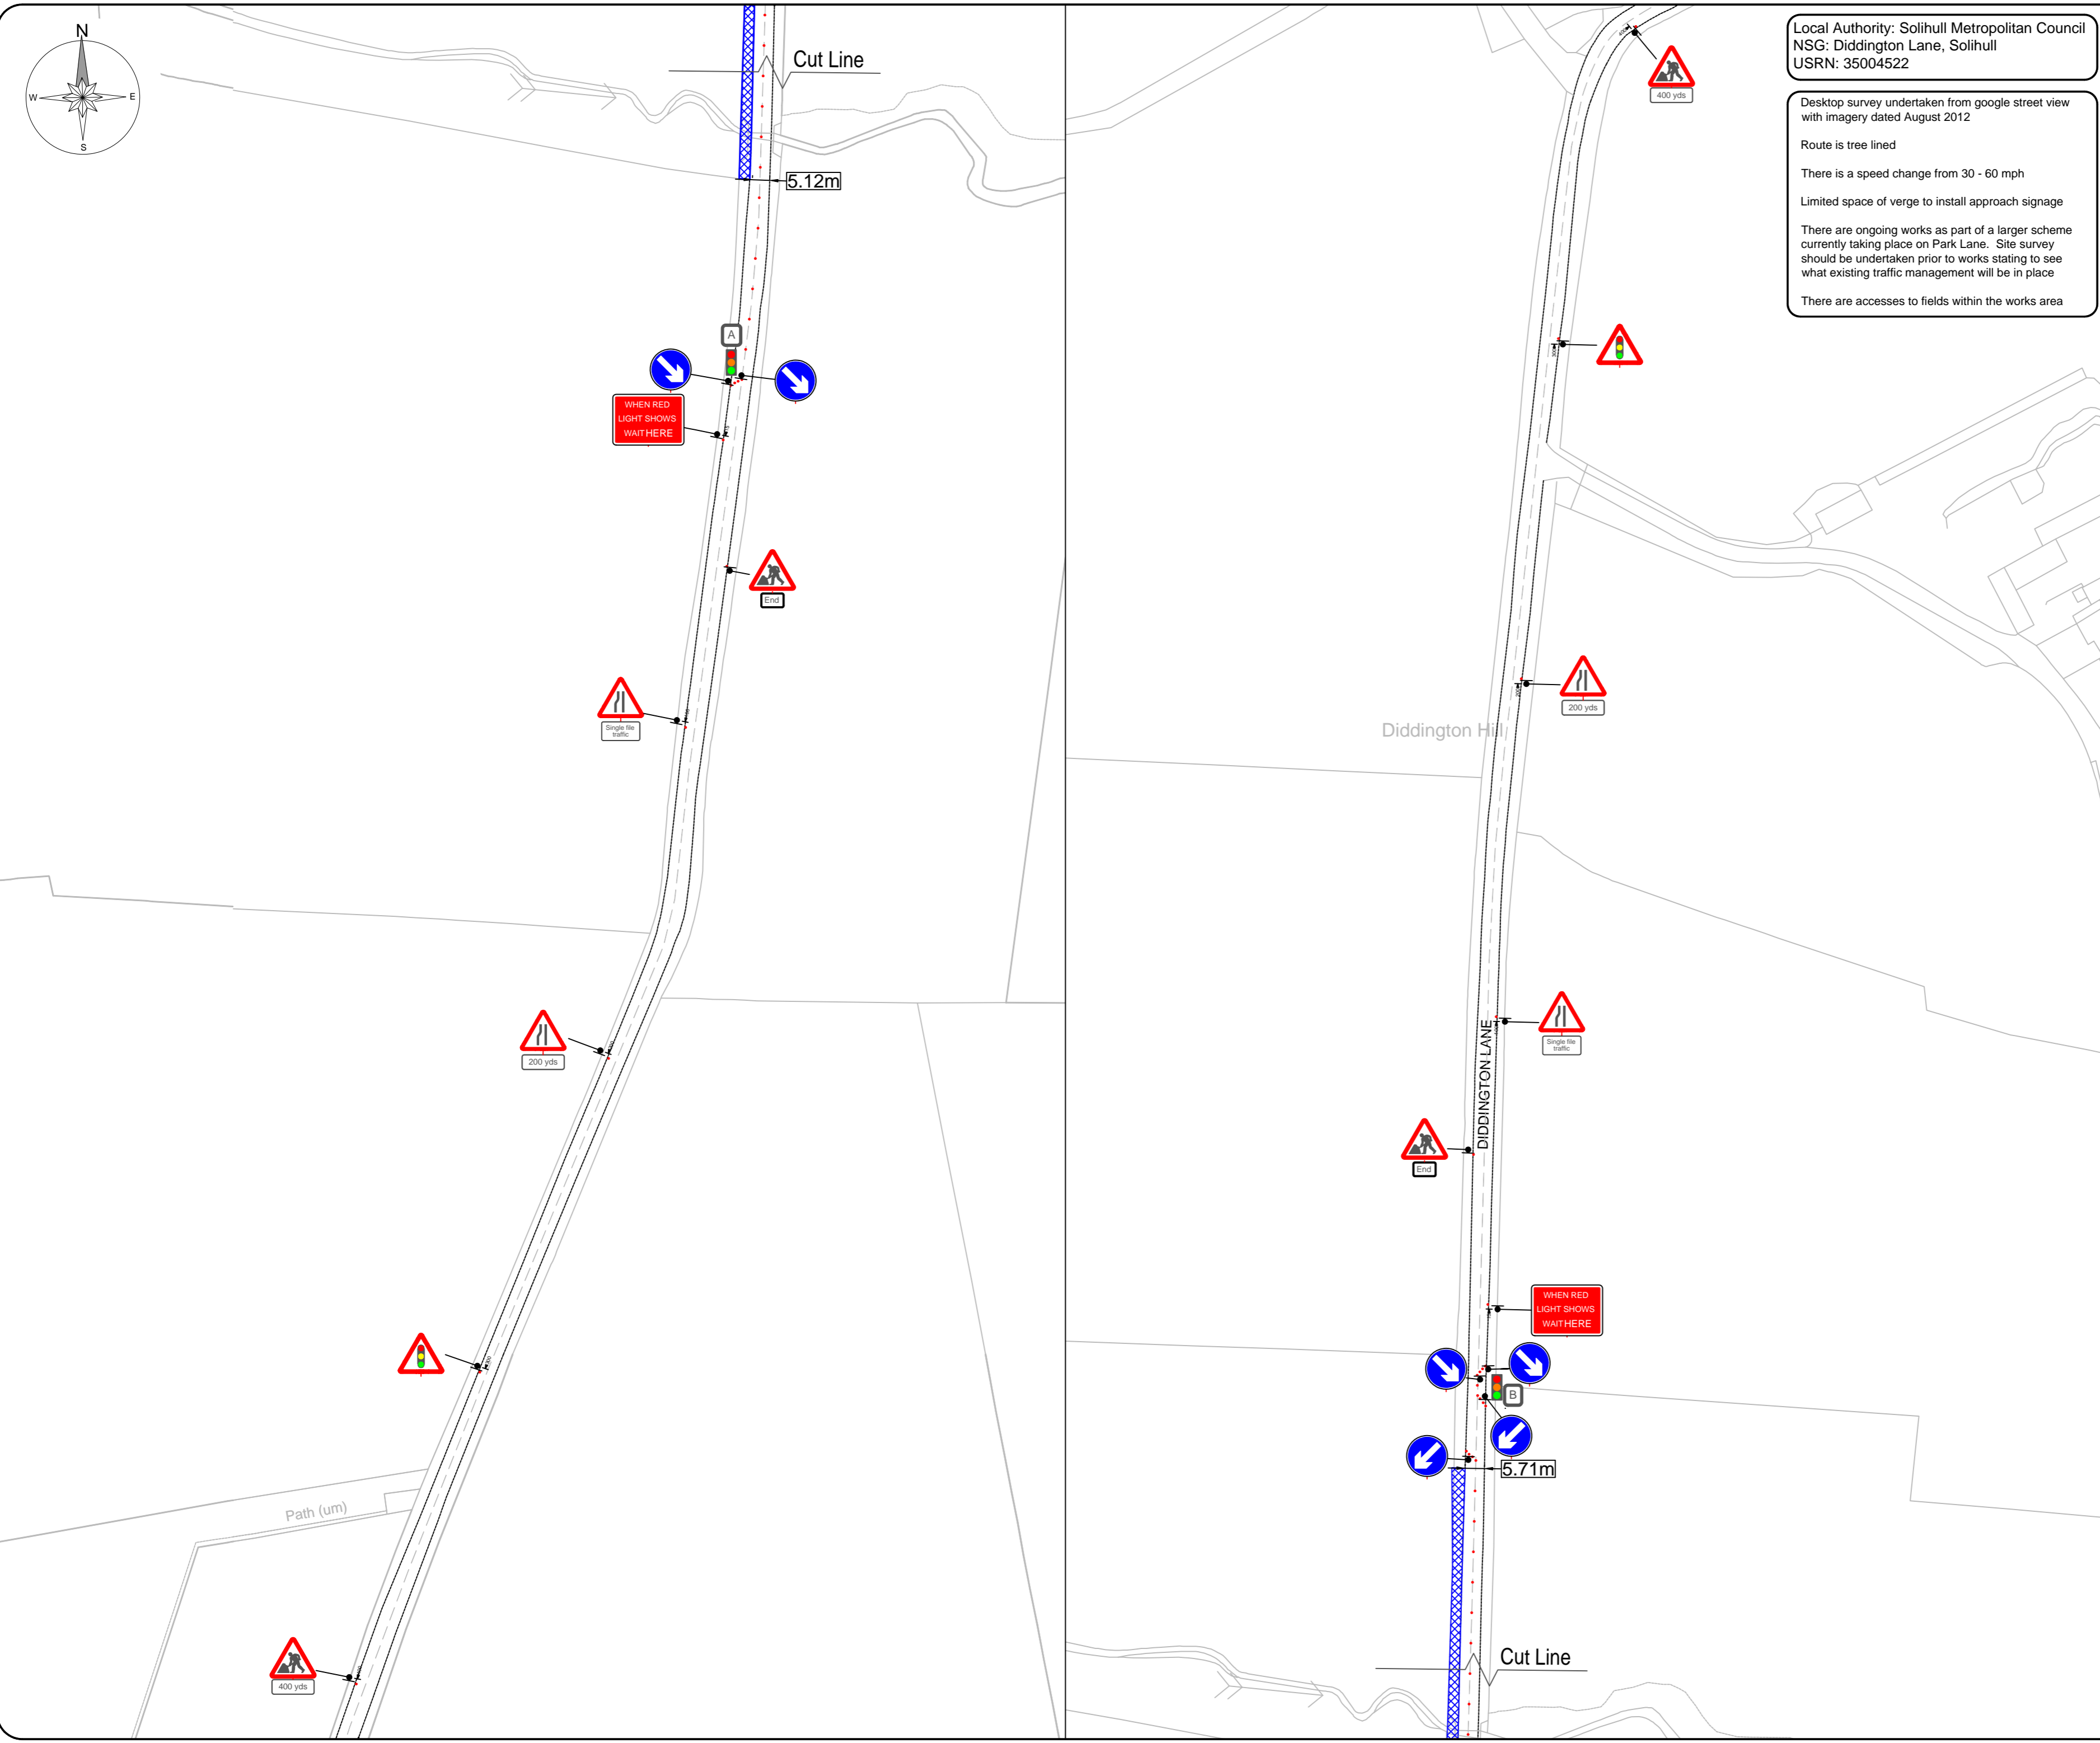 N
W
E
S
Cut Line
5.12m
A
WHEN RED
LIGHT SHOWS
WAIT HERE
End
Single file
traffic
200 yds
Path (um)
400 yds
Local Authority: Solihull Metropolitan Council
NSG: Diddington Lane, Solihull
USRN: 35004522
Desktop survey undertaken from google street view
with imagery dated August 2012
Route is tree lined
There is a speed change from 30 - 60 mph
Limited space of verge to install approach signage
There are ongoing works as part of a larger scheme
currently taking place on Park Lane. Site survey
should be undertaken prior to works stating to see
what existing traffic management will be in place
There are accesses to fields within the works area
400 yds
200 yds
Diddington Hill
DIDDINGTON LANE
Single file
traffic
End
WHEN RED
LIGHT SHOWS
WAIT HERE
B
5.71m
Cut Line